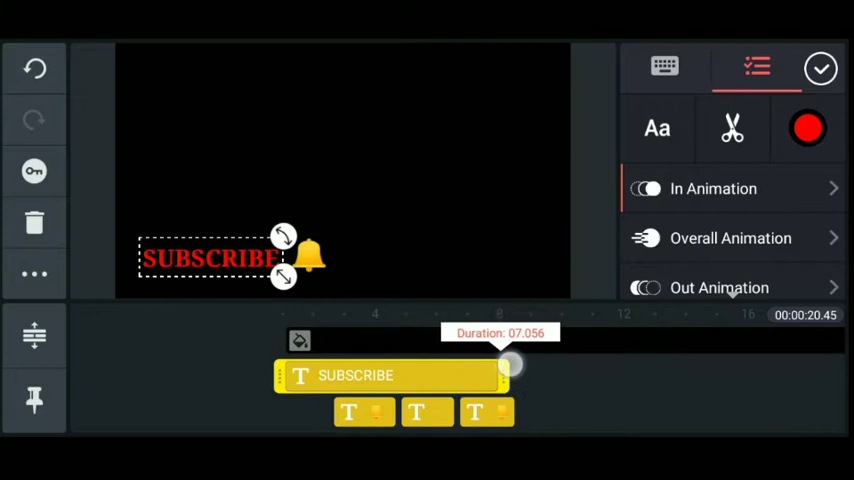 Aa
In Animation
Overall Animation
Out Animation
SUBSCRIBE
4
8
12
16
00:00:20.45
Duration: 07.056
T SUBSCRIBE
T
T
T